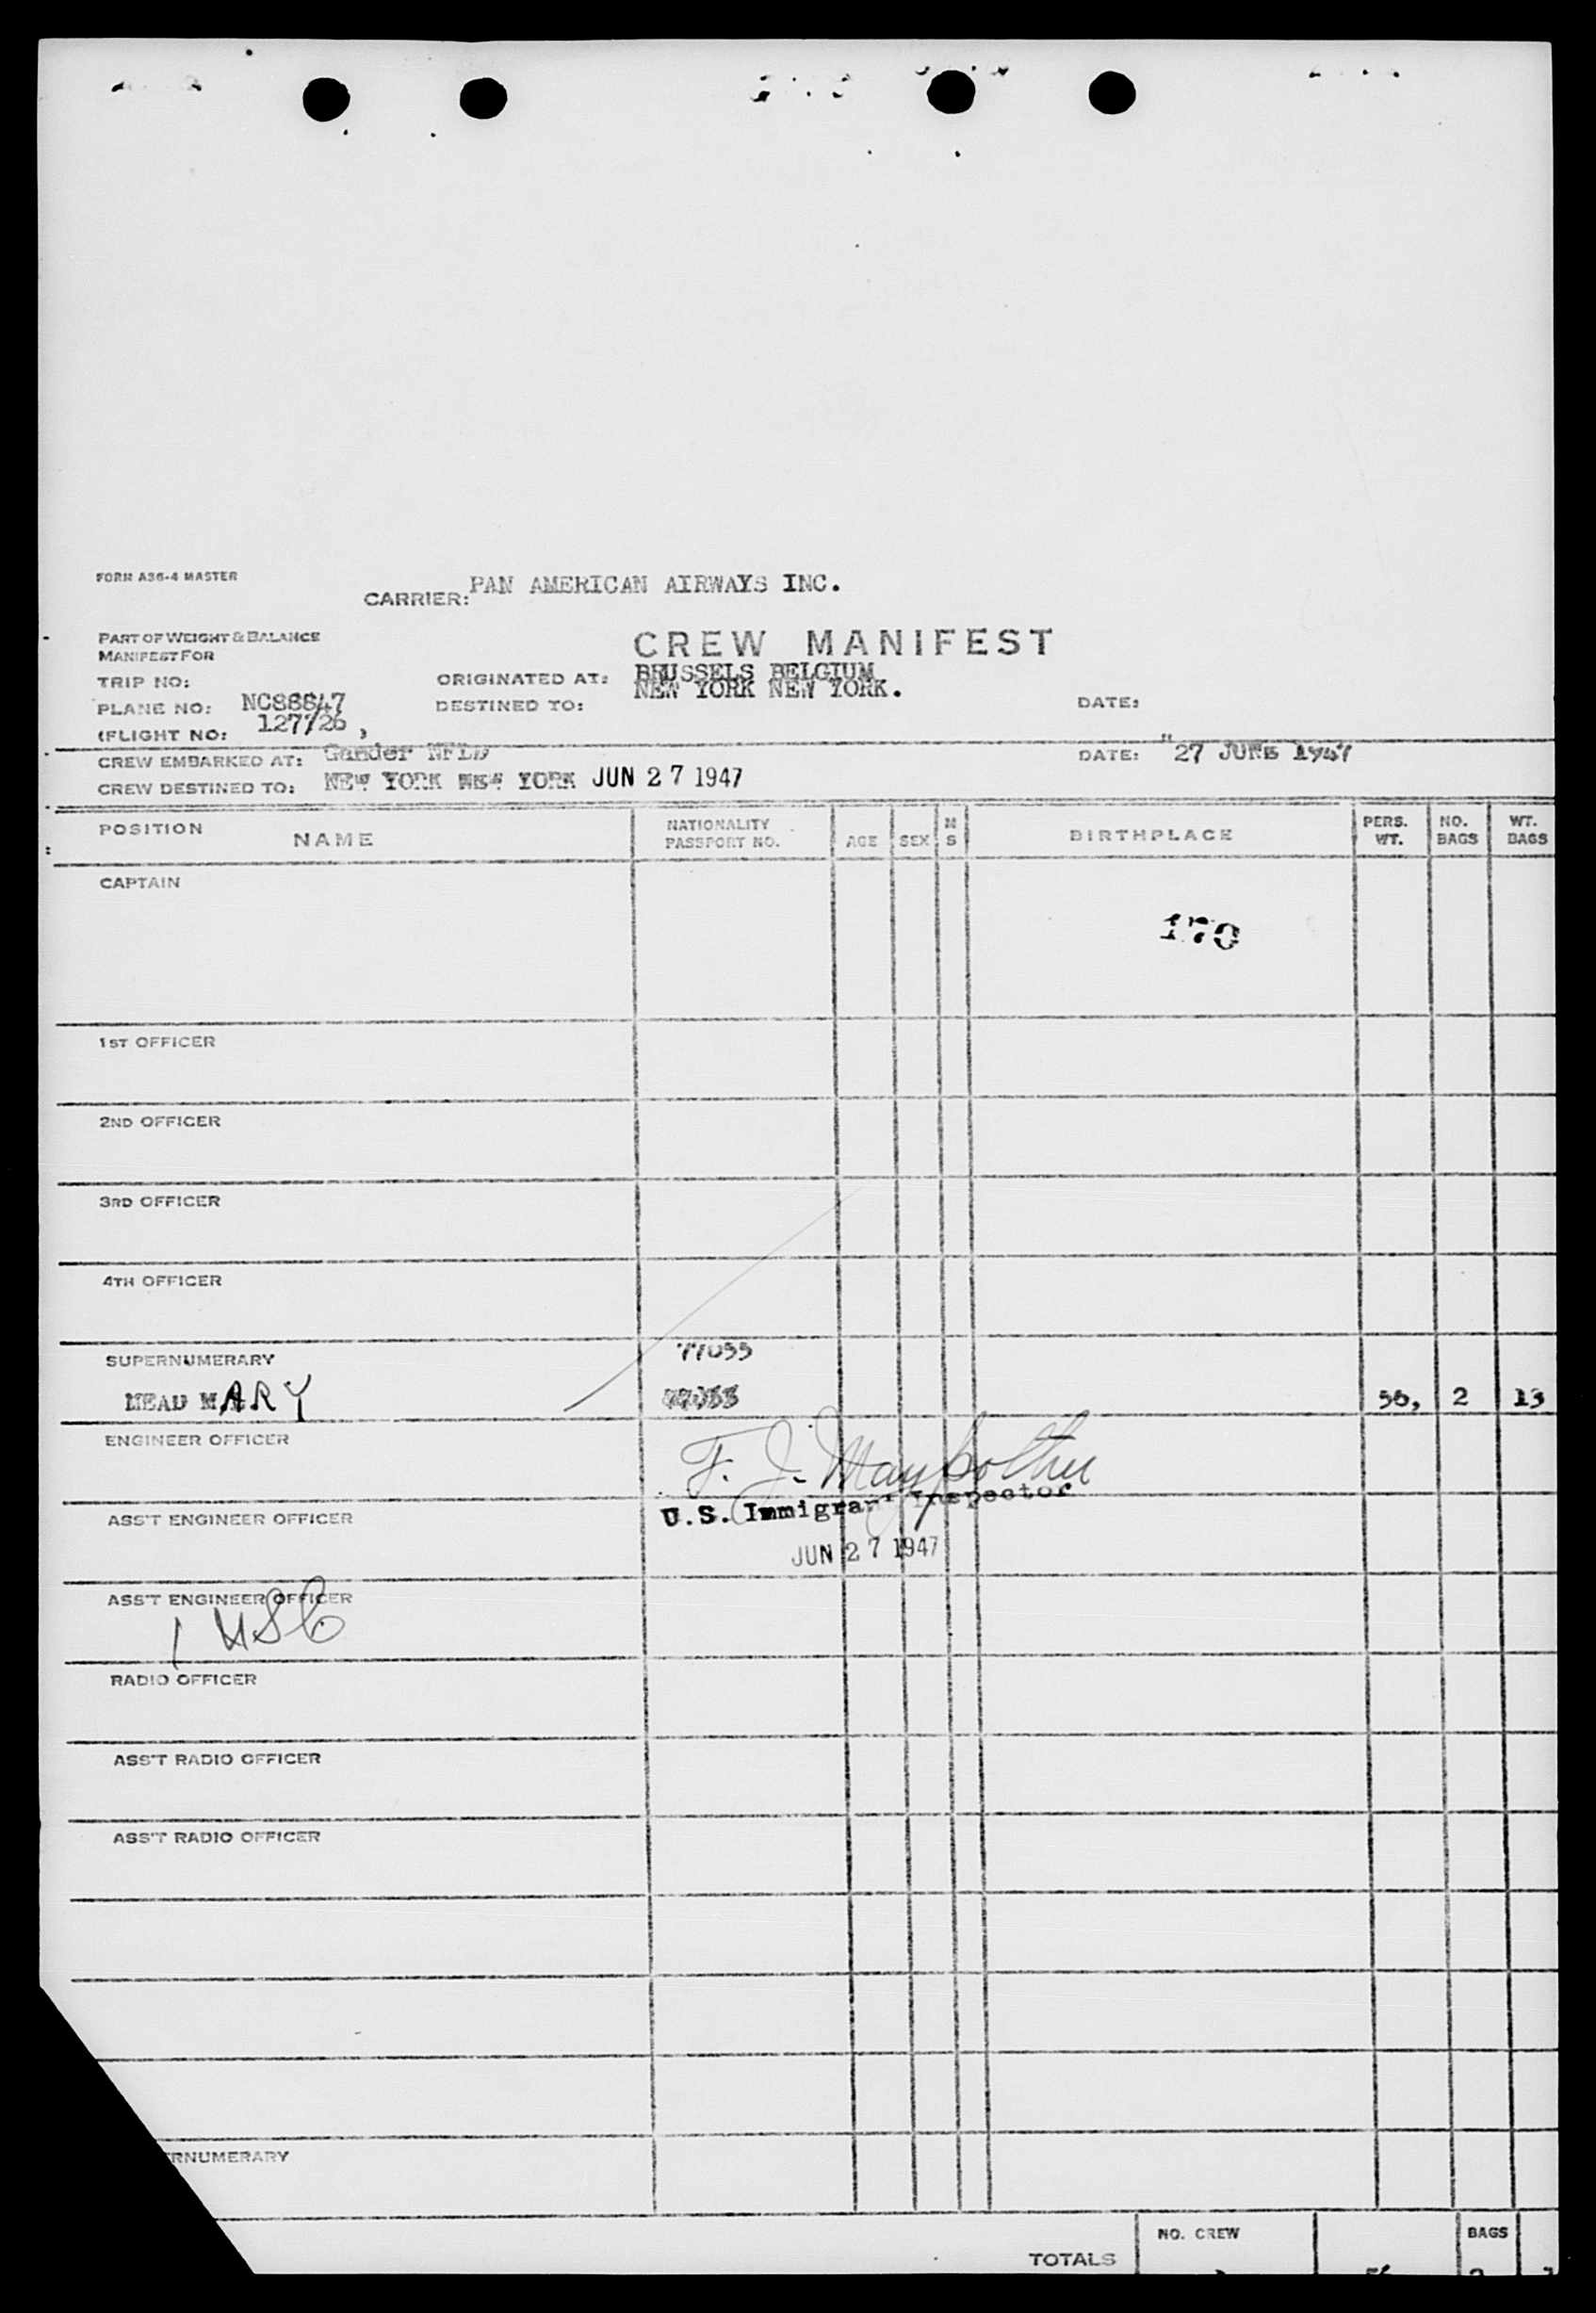 FORM A36-4 MASTER
CARRIER: PAN AMERICAN AIRWAYS INC.
PART OF WEIGHT & BALANCE
MANIFEST FOR
CREW MANIFEST
TRIP NO:
ORIGINATED AT: BRUSSELS BELGIUM
PLANE NO: NC88847
DESTINED TO: NEW YORK NEW YORK.
DATE:
(FLIGHT NO: 127/26 ,
CREW EMBARKED AT: Gander NFLD
DATE: "27 JUNE 1947
CREW DESTINED TO: NEW YORK NEW YORK JUN 27 1947
POSITION NAME NATIONALITY PASSPORT NO. AGE SEX M S BIRTHPLACE PERS. WT. NO. BAGS WT. BAGS
CAPTAIN
170
1ST OFFICER
2ND OFFICER
3RD OFFICER
4TH OFFICER
SUPERNUMERARY 77055
MEAD MARY 56, 2 13
ENGINEER OFFICER
F. J.
U.S. Immigrant Inspector
ASS'T ENGINEER OFFICER
JUN 27 1947
ASS'T ENGINEER OFFICER
1 USC
RADIO OFFICER
ASS'T RADIO OFFICER
ASS'T RADIO OFFICER
ERNUMERARY
TOTALS NO. CREW BAGS